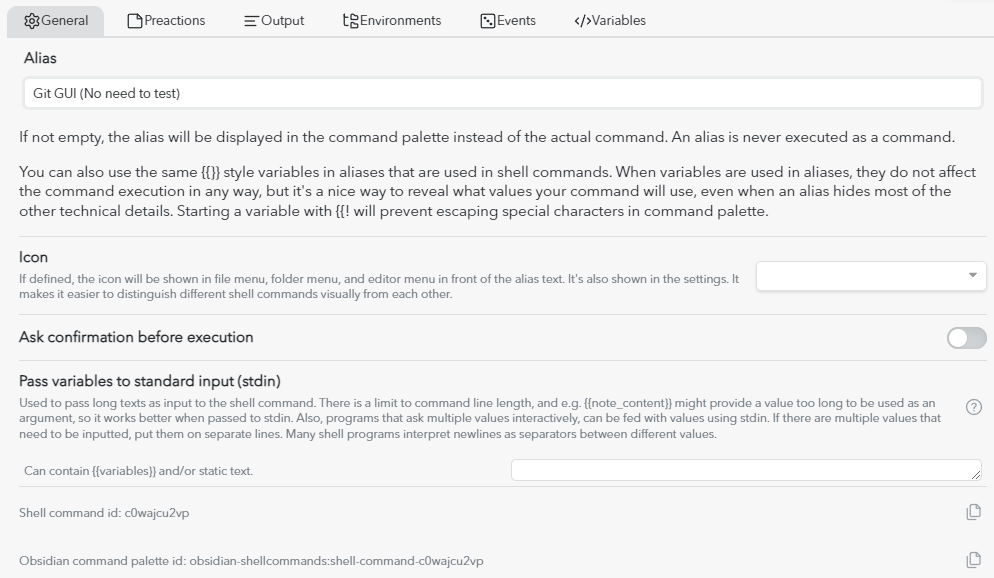 General Preactions Output Environments Events </>Variables
Alias
Git GUI (No need to test)
If not empty, the alias will be displayed in the command palette instead of the actual command. An alias is never executed as a command.
You can also use the same {{}} style variables in aliases that are used in shell commands. When variables are used in aliases, they do not affect
the command execution in any way, but it's a nice way to reveal what values your command will use, even when an alias hides most of the
other technical details. Starting a variable with {{! will prevent escaping special characters in command palette.
Icon
If defined, the icon will be shown in file menu, folder menu, and editor menu in front of the alias text. It's also shown in the settings. It
makes it easier to distinguish different shell commands visually from each other.
Ask confirmation before execution
Pass variables to standard input (stdin)
Used to pass long texts as input to the shell command. There is a limit to command line length, and e.g. {{note_content}} might provide a value too long to be used as an
argument, so it works better when passed to stdin. Also, programs that ask multiple values interactively, can be fed with values using stdin. If there are multiple values that
need to be inputted, put them on separate lines. Many shell programs interpret newlines as separators between different values.
Can contain {{variables}} and/or static text.
Shell command id: c0wajcu2vp
Obsidian command palette id: obsidian-shellcommands:shell-command-c0wajcu2vp